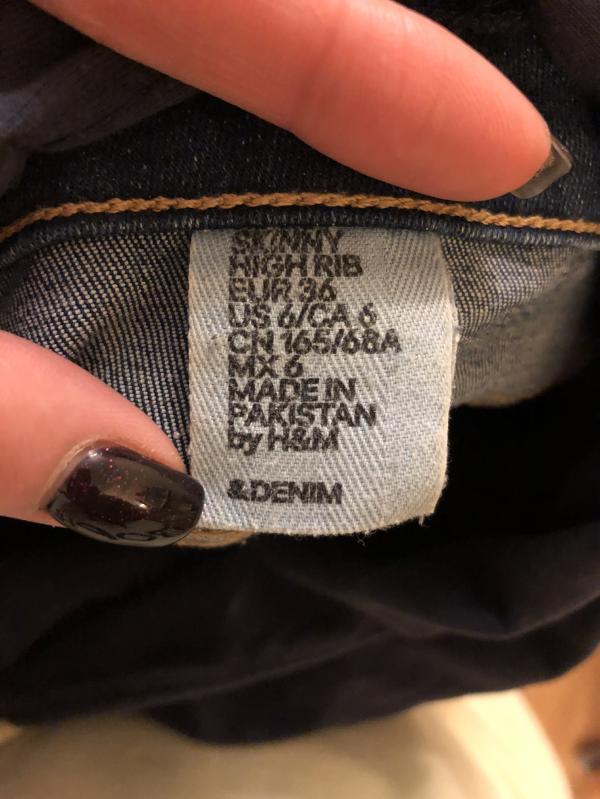 SKINNY
HIGH RIB
EUR 36
US 6/CA 6
CN 165/68A
MX 6
MADE IN
PAKISTAN
by H&M
&DENIM